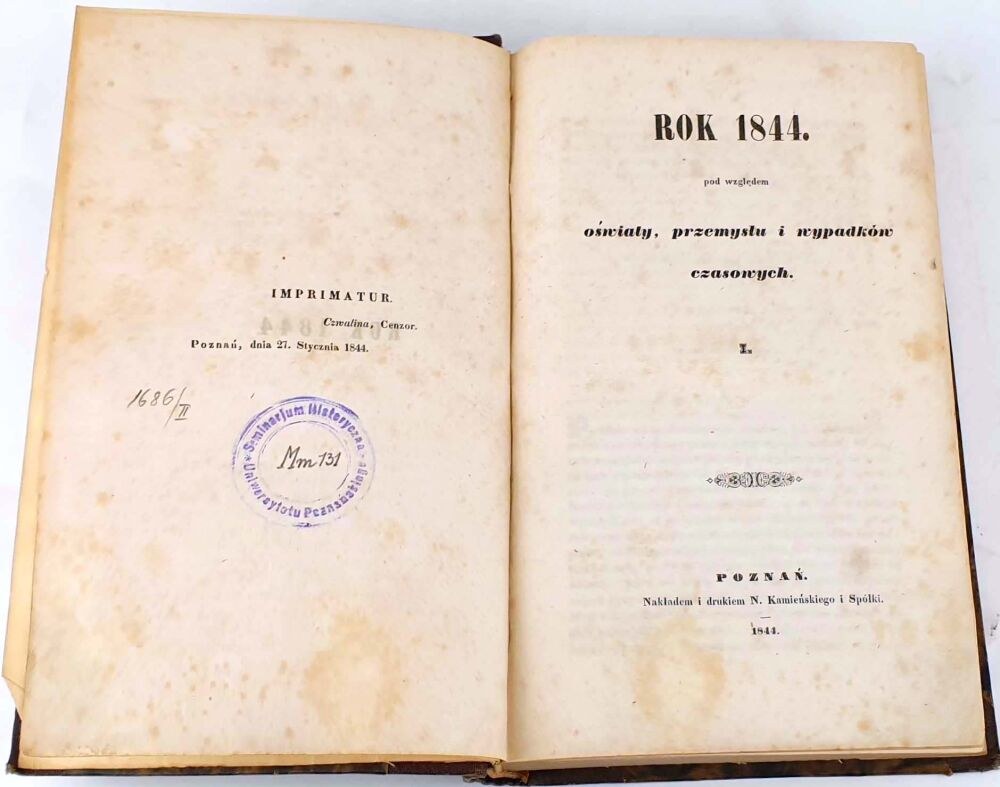 IMPRIMATUR.
Czwalina, Cenzor.
Poznań, dnia 27. Stycznia 1844.
1686/II
* Seminarjum Historyczne
Mm 131
Uniwersytetu Poznańskiego
ROK 1844.
pod względem
oświaty, przemysłu i wypadków
czasowych.
I.
POZNAŃ.
Nakładem i drukiem N. Kamieńskiego i Spółki.
1844.